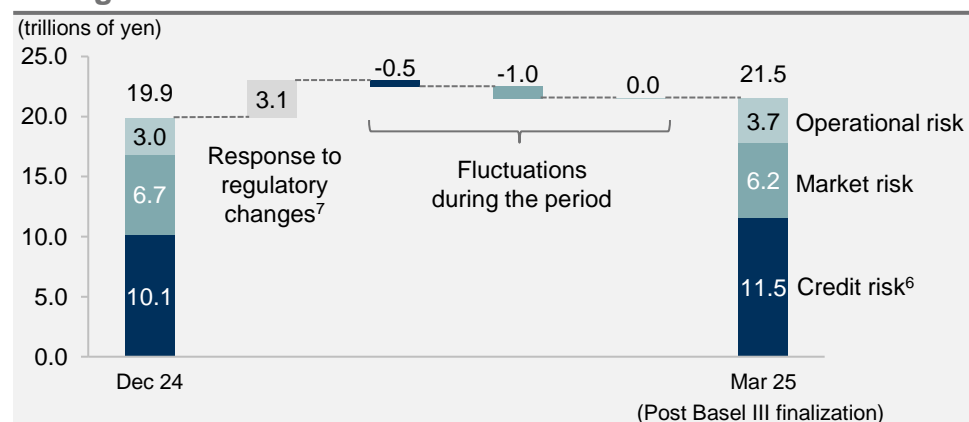 (trillions of yen)
25.0
20.0
15.0
10.0
5.0
0.0
19.9
3.0
6.7
10.1
Dec 24
3.1
Response to
regulatory
changes7
-0.5
-1.0
0.0
Fluctuations
during the period
21.5
3.7 Operational risk
6.2 Market risk
11.5 Credit risk6
Mar 25
(Post Basel III finalization)